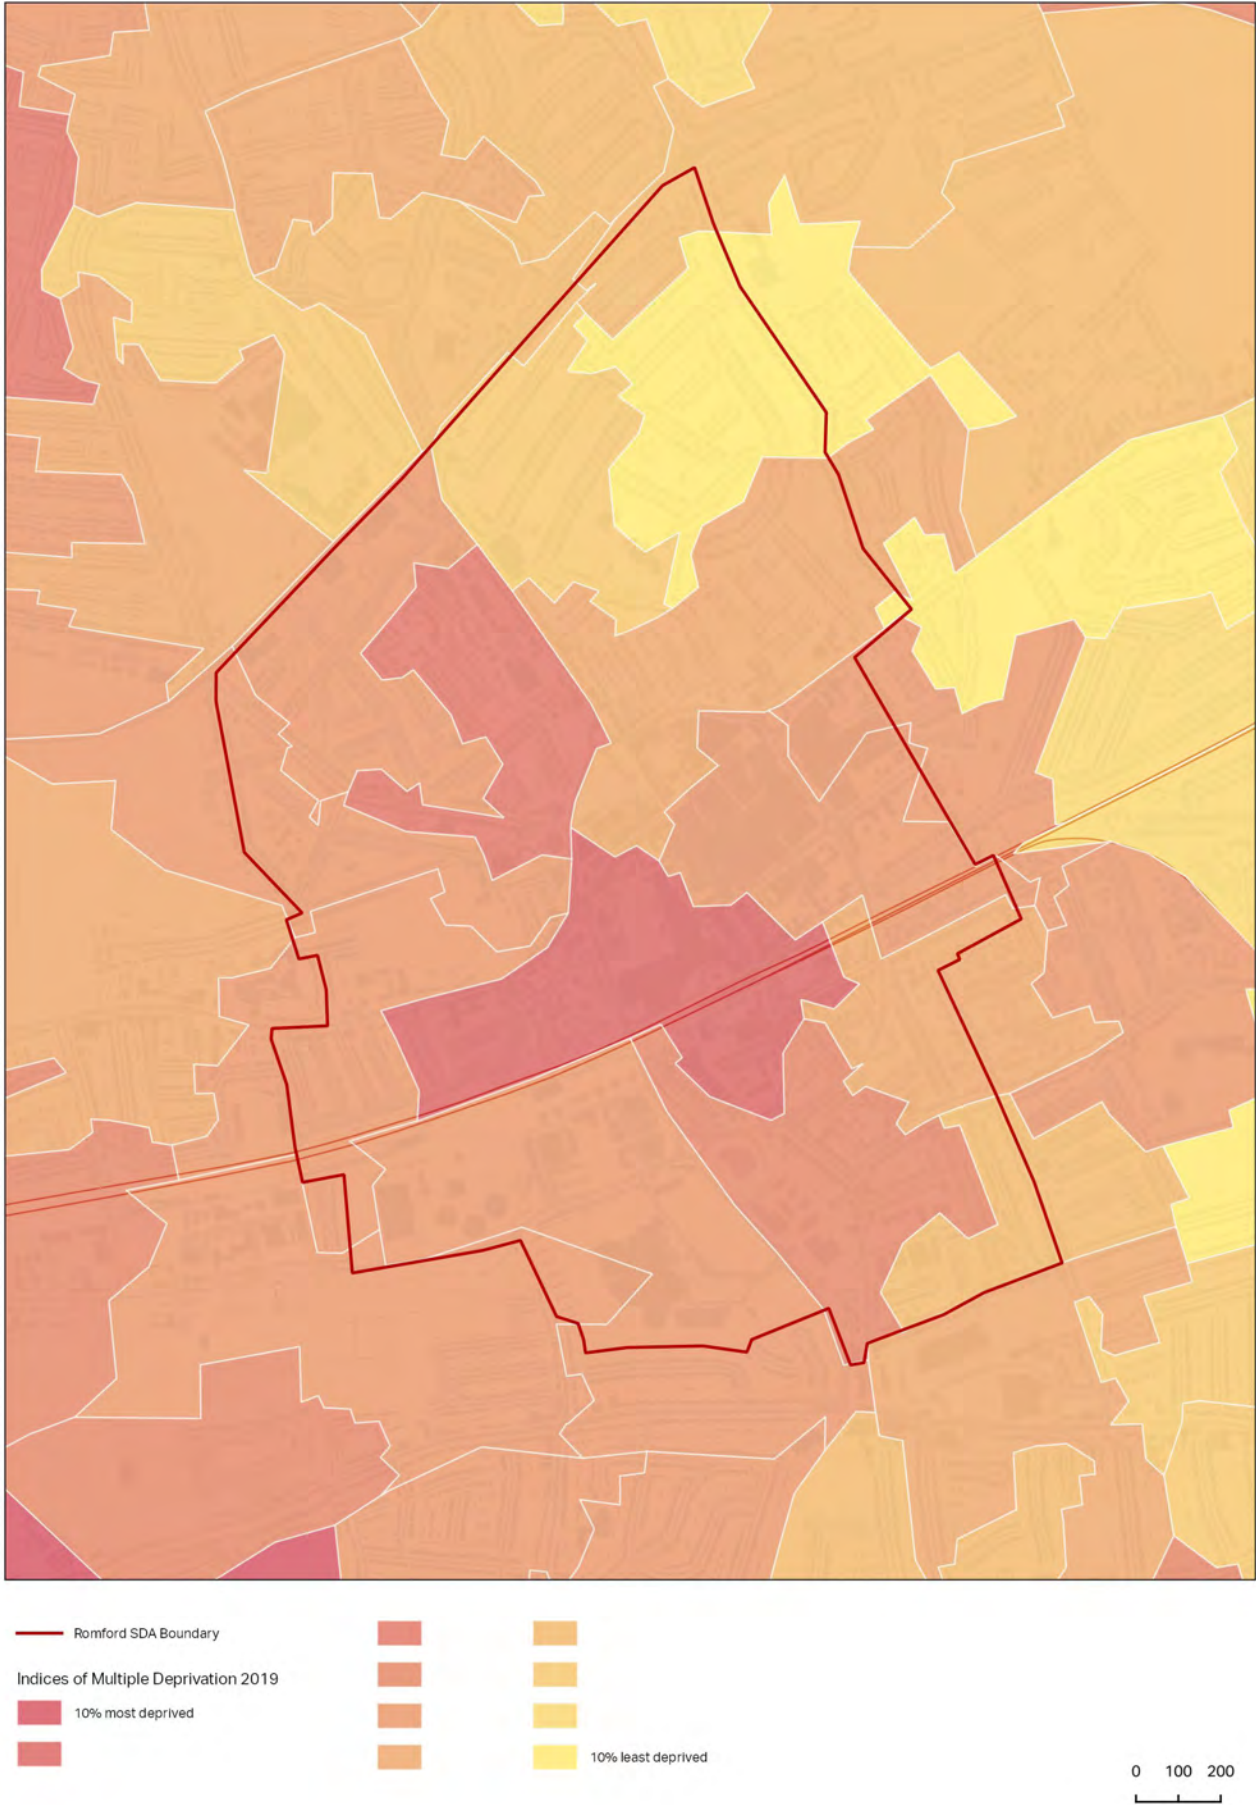 Romford SDA Boundary
Indices of Multiple Deprivation 2019
10% most deprived
10% least deprived
0 100 200